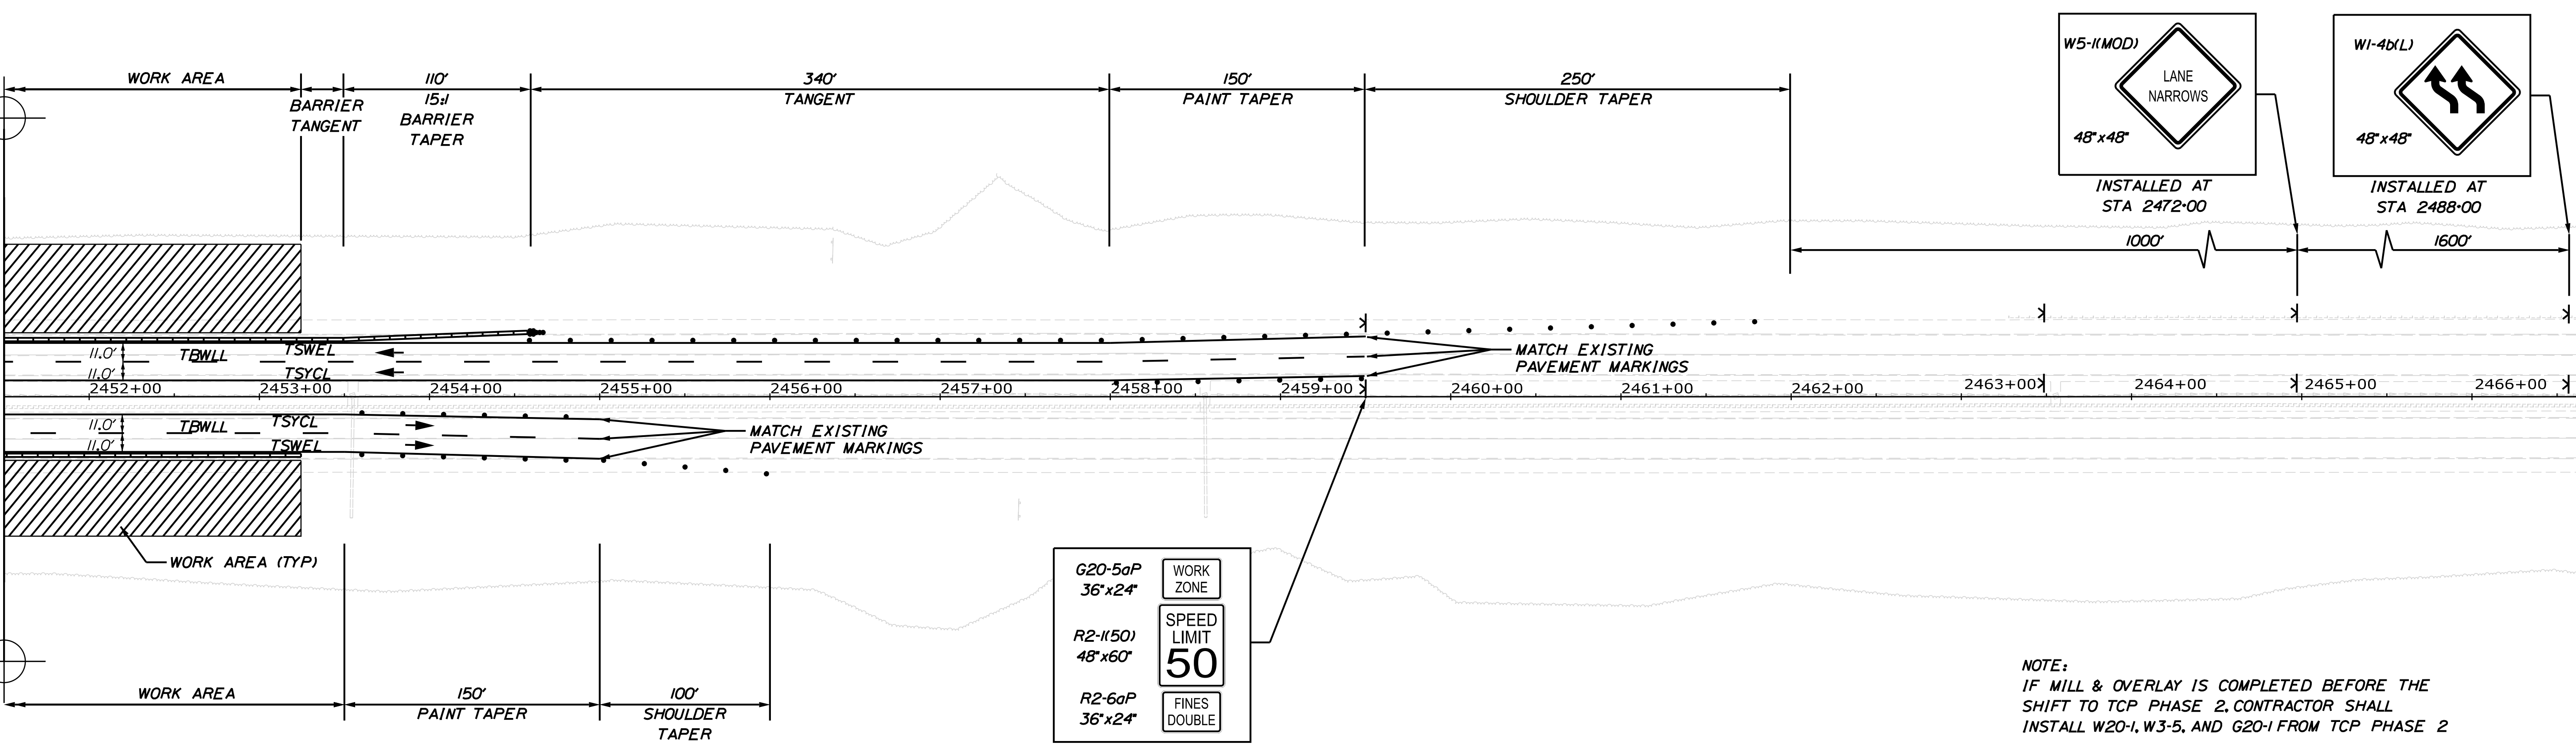 WORK AREA
BARRIER
TANGENT
110'
15:1
BARRIER
TAPER
340'
TANGENT
150'
PAINT TAPER
250'
SHOULDER TAPER
W5-1(MOD)
LANE
NARROWS
48"x48"
INSTALLED AT
STA 2472+00
W1-4b(L)
48"x48"
INSTALLED AT
STA 2488+00
1000'
1600'
11.0'
TBWLL
TSWEL
11.0'
TSYCL
MATCH EXISTING
PAVEMENT MARKINGS
2452+00
2453+00
2454+00
2455+00
2456+00
2457+00
2458+00
2459+00
2460+00
2461+00
2462+00
2463+00
2464+00
2465+00
2466+00
11.0'
TBWLL
TSYCL
11.0'
TSWEL
MATCH EXISTING
PAVEMENT MARKINGS
WORK AREA (TYP)
G20-5aP
36"x24"
WORK
ZONE
R2-1(50)
48"x60"
SPEED
LIMIT
50
R2-6aP
36"x24"
FINES
DOUBLE
WORK AREA
150'
PAINT TAPER
100'
SHOULDER
TAPER
NOTE:
IF MILL & OVERLAY IS COMPLETED BEFORE THE
SHIFT TO TCP PHASE 2, CONTRACTOR SHALL
INSTALL W20-1, W3-5, AND G20-1 FROM TCP PHASE 2